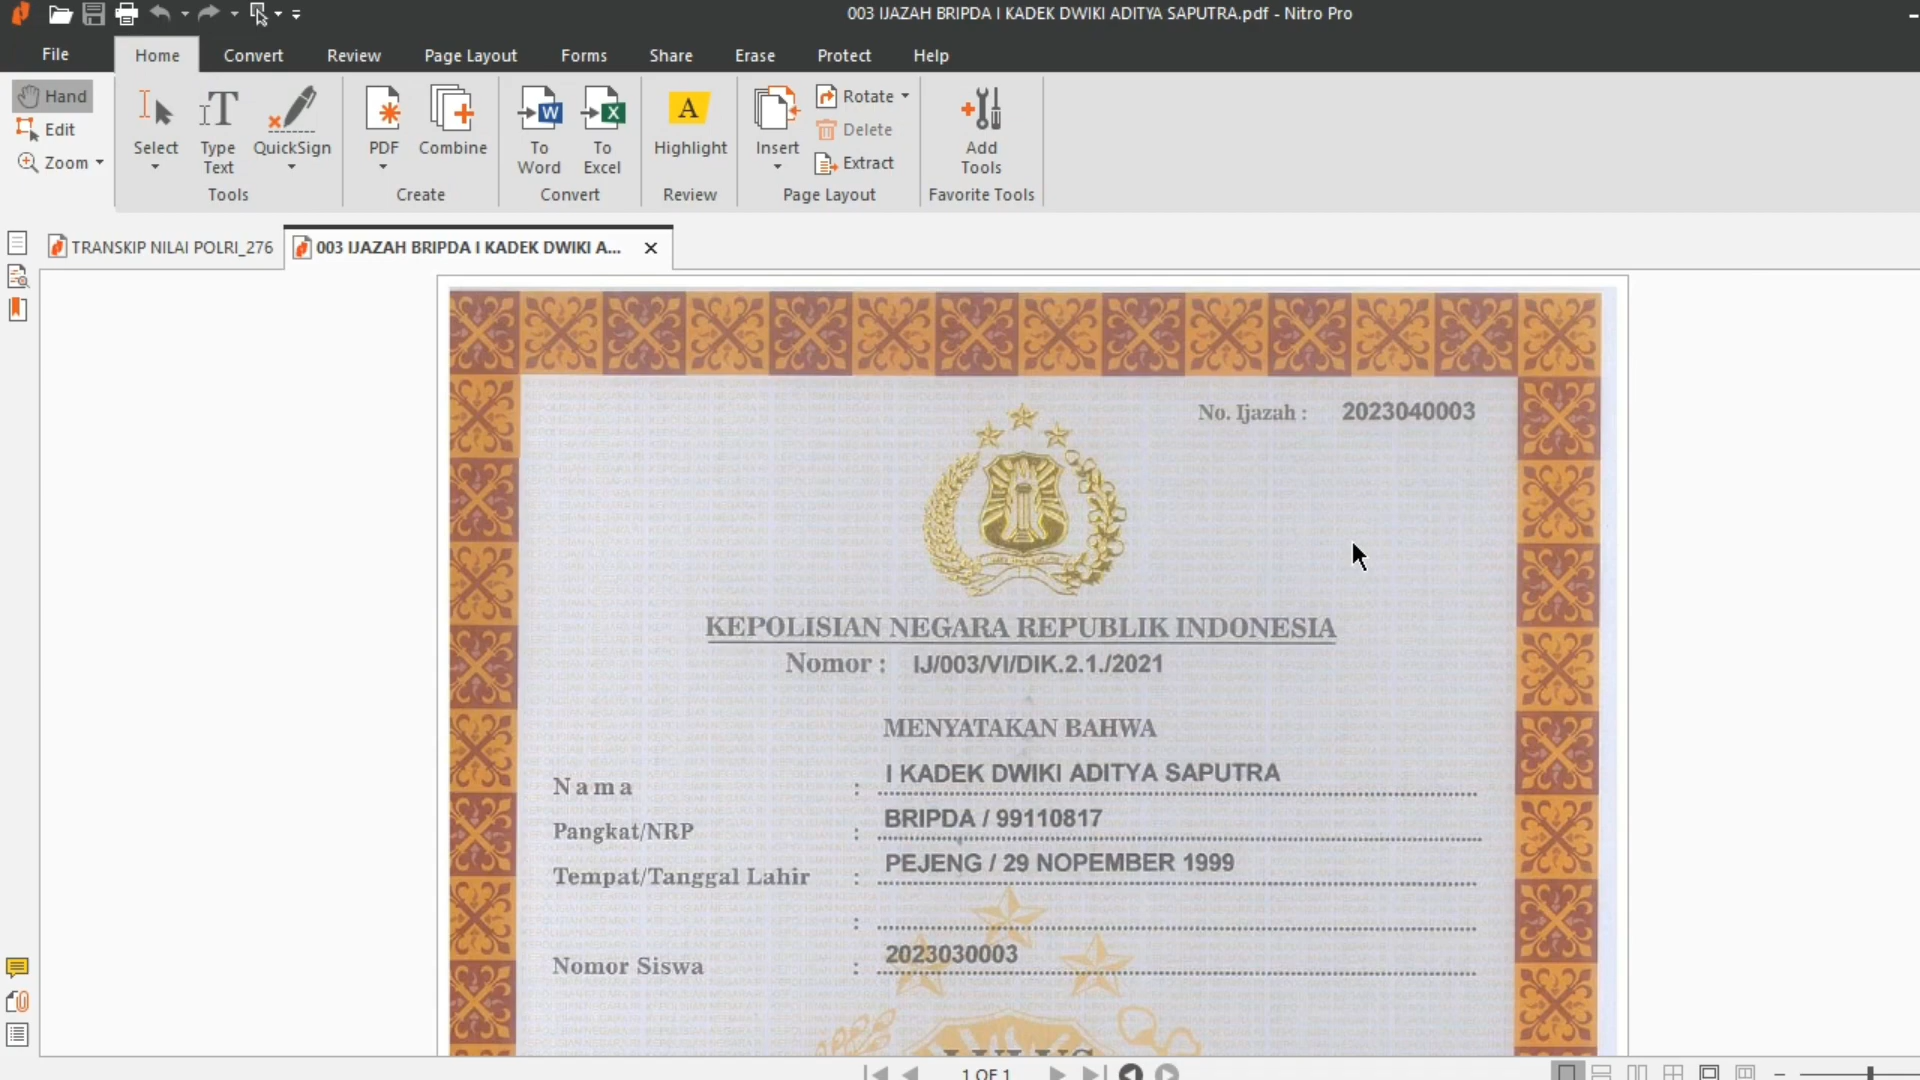 003 IJAZAH BRIPDA I KADEK DWIKI ADITYA SAPUTRA.pdf - Nitro Pro
File Home Convert Review Page Layout Forms Share Erase Protect Help
Hand
Edit
Zoom
Select
Type Text
QuickSign
Tools
PDF
Combine
Create
To Word
To Excel
Convert
A
Highlight
Review
Insert
Rotate
Delete
Extract
Page Layout
Add Tools
Favorite Tools
TRANSKIP NILAI POLRI_276
003 IJAZAH BRIPDA I KADEK DWIKI A...
No. Ijazah : 2023040003
KEPOLISIAN NEGARA REPUBLIK INDONESIA
Nomor : IJ/003/VI/DIK.2.1./2021
MENYATAKAN BAHWA
Nama : I KADEK DWIKI ADITYA SAPUTRA
Pangkat/NRP : BRIPDA / 99110817
Tempat/Tanggal Lahir : PEJENG / 29 NOPEMBER 1999
:
Nomor Siswa : 2023030003
1 OF 1